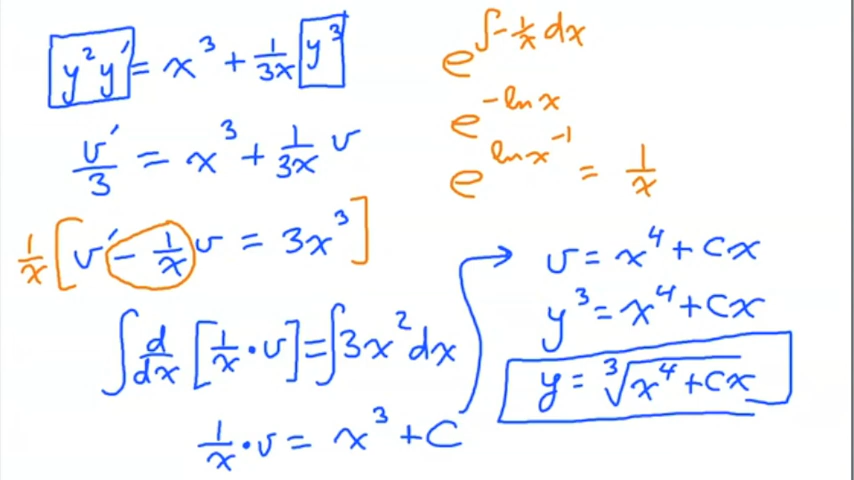 y²y' = x³ + 1/3x y³
v'/3 = x³ + 1/3x v
1/x [v' - 1/x v = 3x³]
∫ d/dx [1/x · v] = ∫ 3x² dx
1/x · v = x³ + C
e^∫-1/x dx
e^-ln x
e^ln x^-1 = 1/x
v = x⁴ + Cx
y³ = x⁴ + Cx
y = ³√x⁴ + Cx